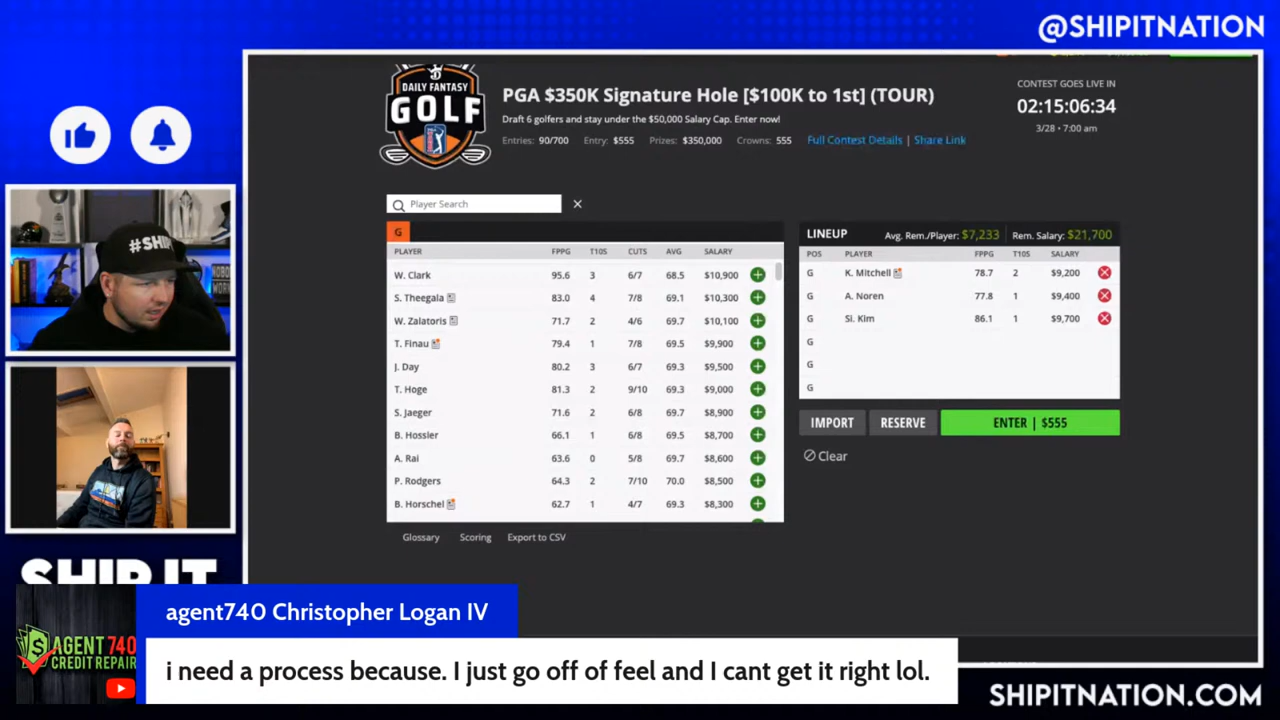 @SHIPITNATION
DAILY FANTASY
GOLF
PGA $350K Signature Hole [$100K to 1st] (TOUR)
Draft 6 golfers and stay under the $50,000 Salary Cap. Enter now!
Entries: 90/700 Entry: $555 Prizes: $350,000 Crowns: 555 Full Contest Details | Share Link
CONTEST GOES LIVE IN
02:15:06:34
3/28 • 7:00 am
Player Search
G
PLAYER FPPG T10S CUTS AVG SALARY
W. Clark 95.6 3 6/7 68.5 $10,900
S. Theegala 83.0 4 7/8 69.1 $10,300
W. Zalatoris 71.7 2 4/6 69.7 $10,100
T. Finau 79.4 1 7/8 69.5 $9,900
J. Day 80.2 3 6/7 69.3 $9,500
T. Hoge 81.3 2 9/10 69.3 $9,000
S. Jaeger 71.6 2 6/8 69.7 $8,900
B. Hossler 66.1 1 6/8 69.5 $8,700
A. Rai 63.6 0 5/8 69.7 $8,600
P. Rodgers 64.3 2 7/10 70.0 $8,500
B. Horschel 62.7 1 4/7 69.3 $8,300
Glossary Scoring Export to CSV
LINEUP Avg. Rem./Player: $7,233 Rem. Salary: $21,700
POS PLAYER FPPG T10S SALARY
G K. Mitchell 78.7 2 $9,200
G A. Noren 77.8 1 $9,400
G Si. Kim 86.1 1 $9,700
G
G
G
IMPORT RESERVE ENTER | $555
Clear
#SHIP
SHIP IT
AGENT 740
CREDIT REPAIR
agent740 Christopher Logan IV
i need a process because. I just go off of feel and I cant get it right lol.
SHIPITNATION.COM